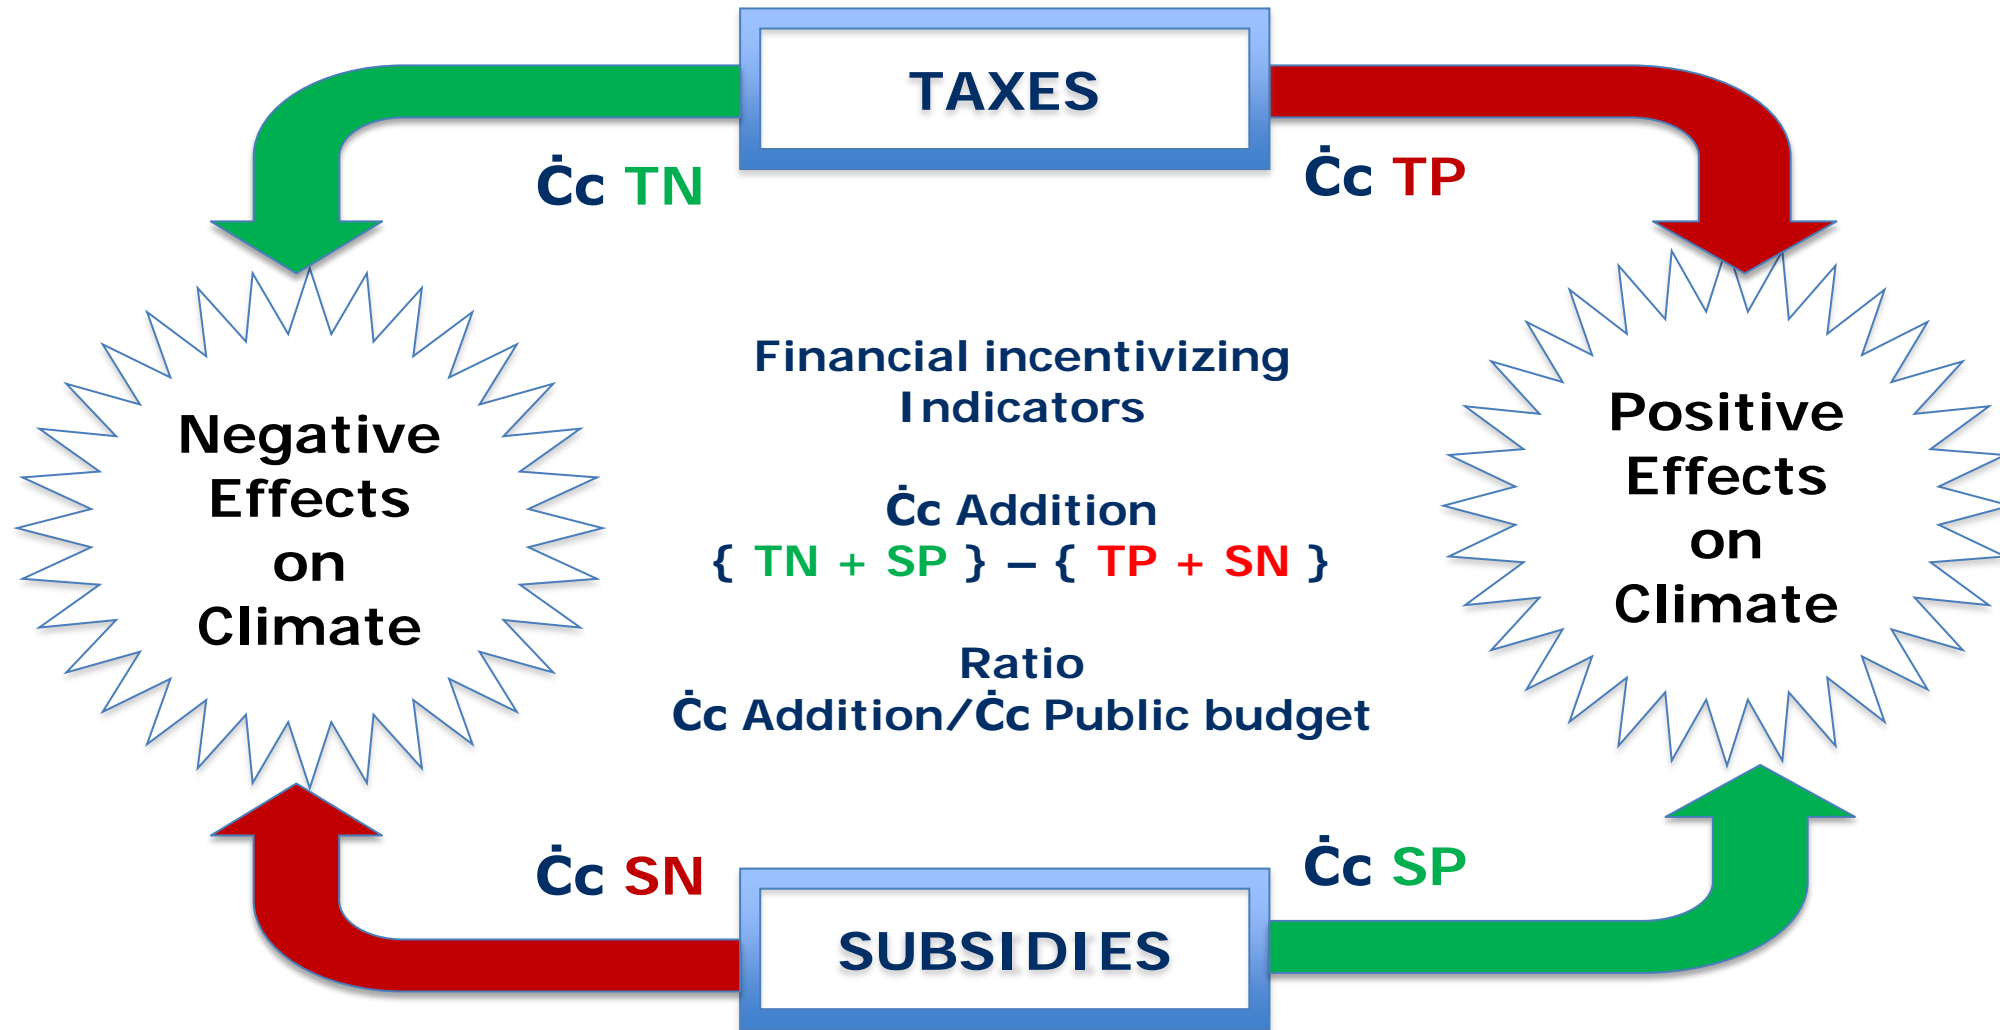 TAXES
Ċc TN
Ċc TP
Negative
Effects
on
Climate
Financial incentivizing
Indicators
Ċc Addition
{ TN + SP } – { TP + SN }
Ratio
Ċc Addition/Ċc Public budget
Positive
Effects
on
Climate
Ċc SN
Ċc SP
SUBSIDIES